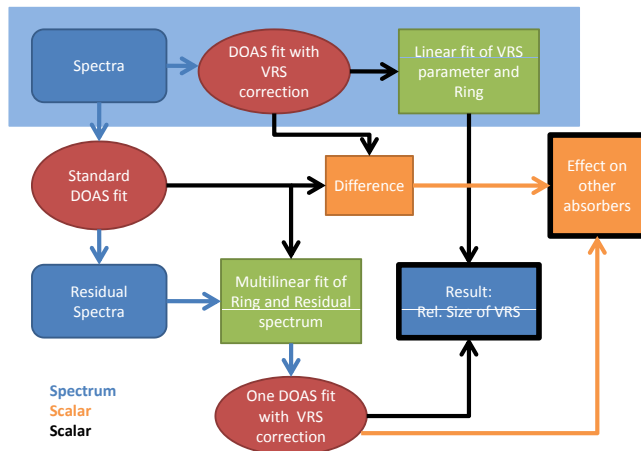 Spectra
DOAS fit with
VRS
correction
Linear fit of VRS
parameter and
Ring
Standard
DOAS fit
Difference
Effect on
other
absorbers
Residual
Spectra
Multilinear fit of
Ring and Residual
spectrum
Result:
Rel. Size of VRS
Spectrum
Scalar
Scalar
One DOAS fit
with VRS
correction